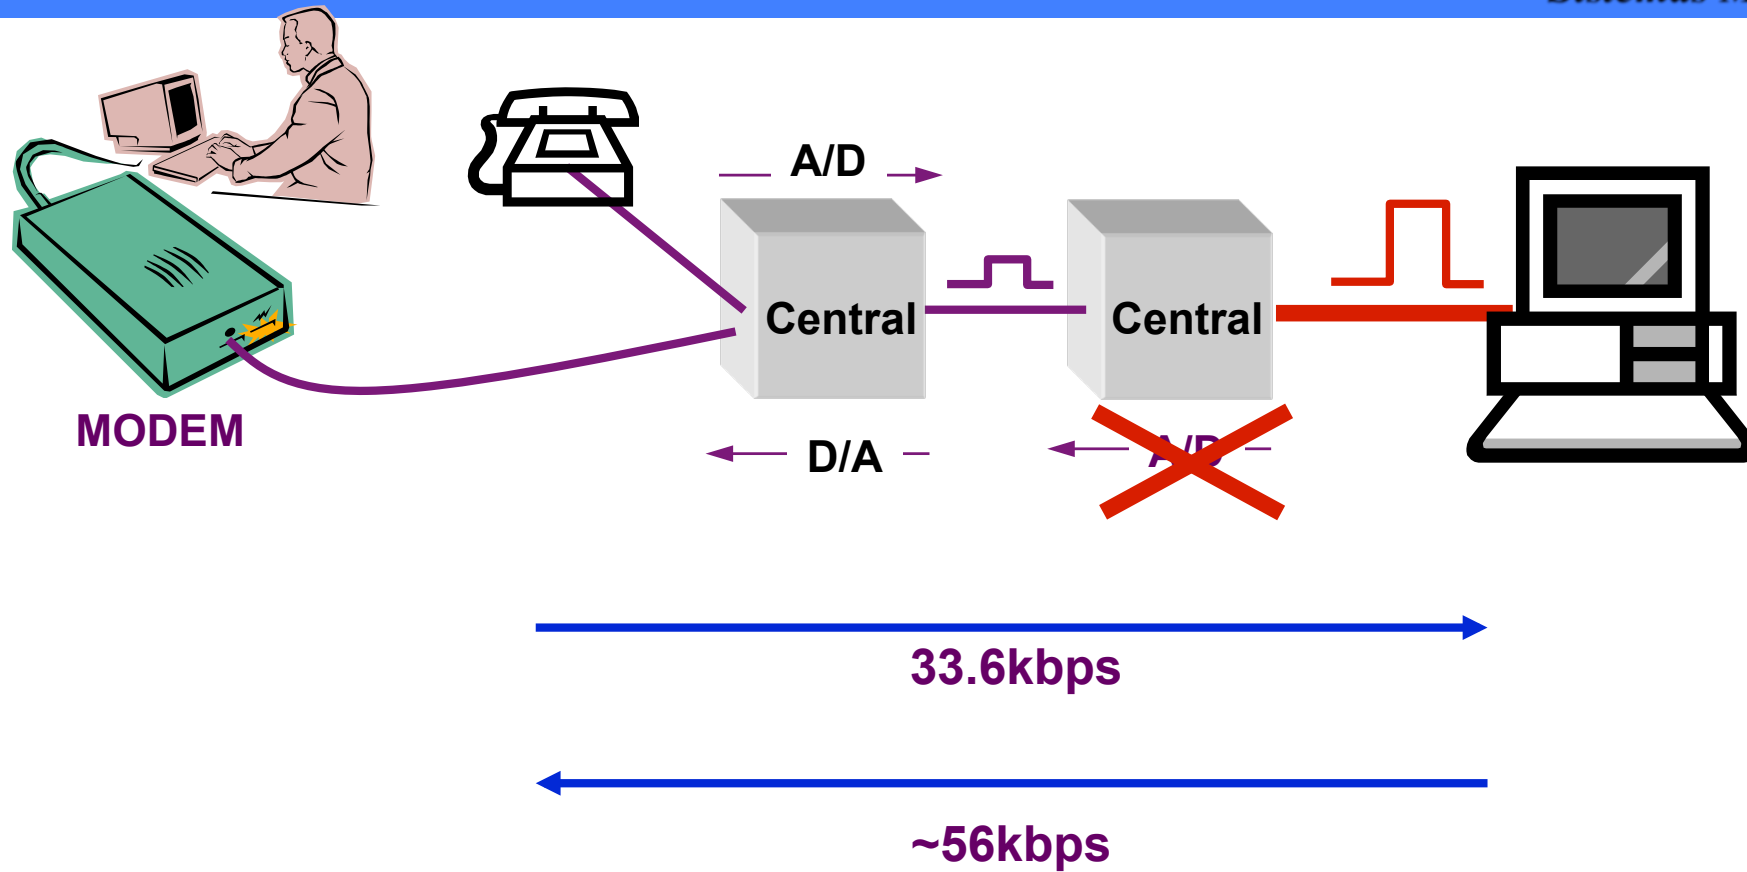 A/D
Central
Central
MODEM
D/A
A/D
33.6kbps
~56kbps